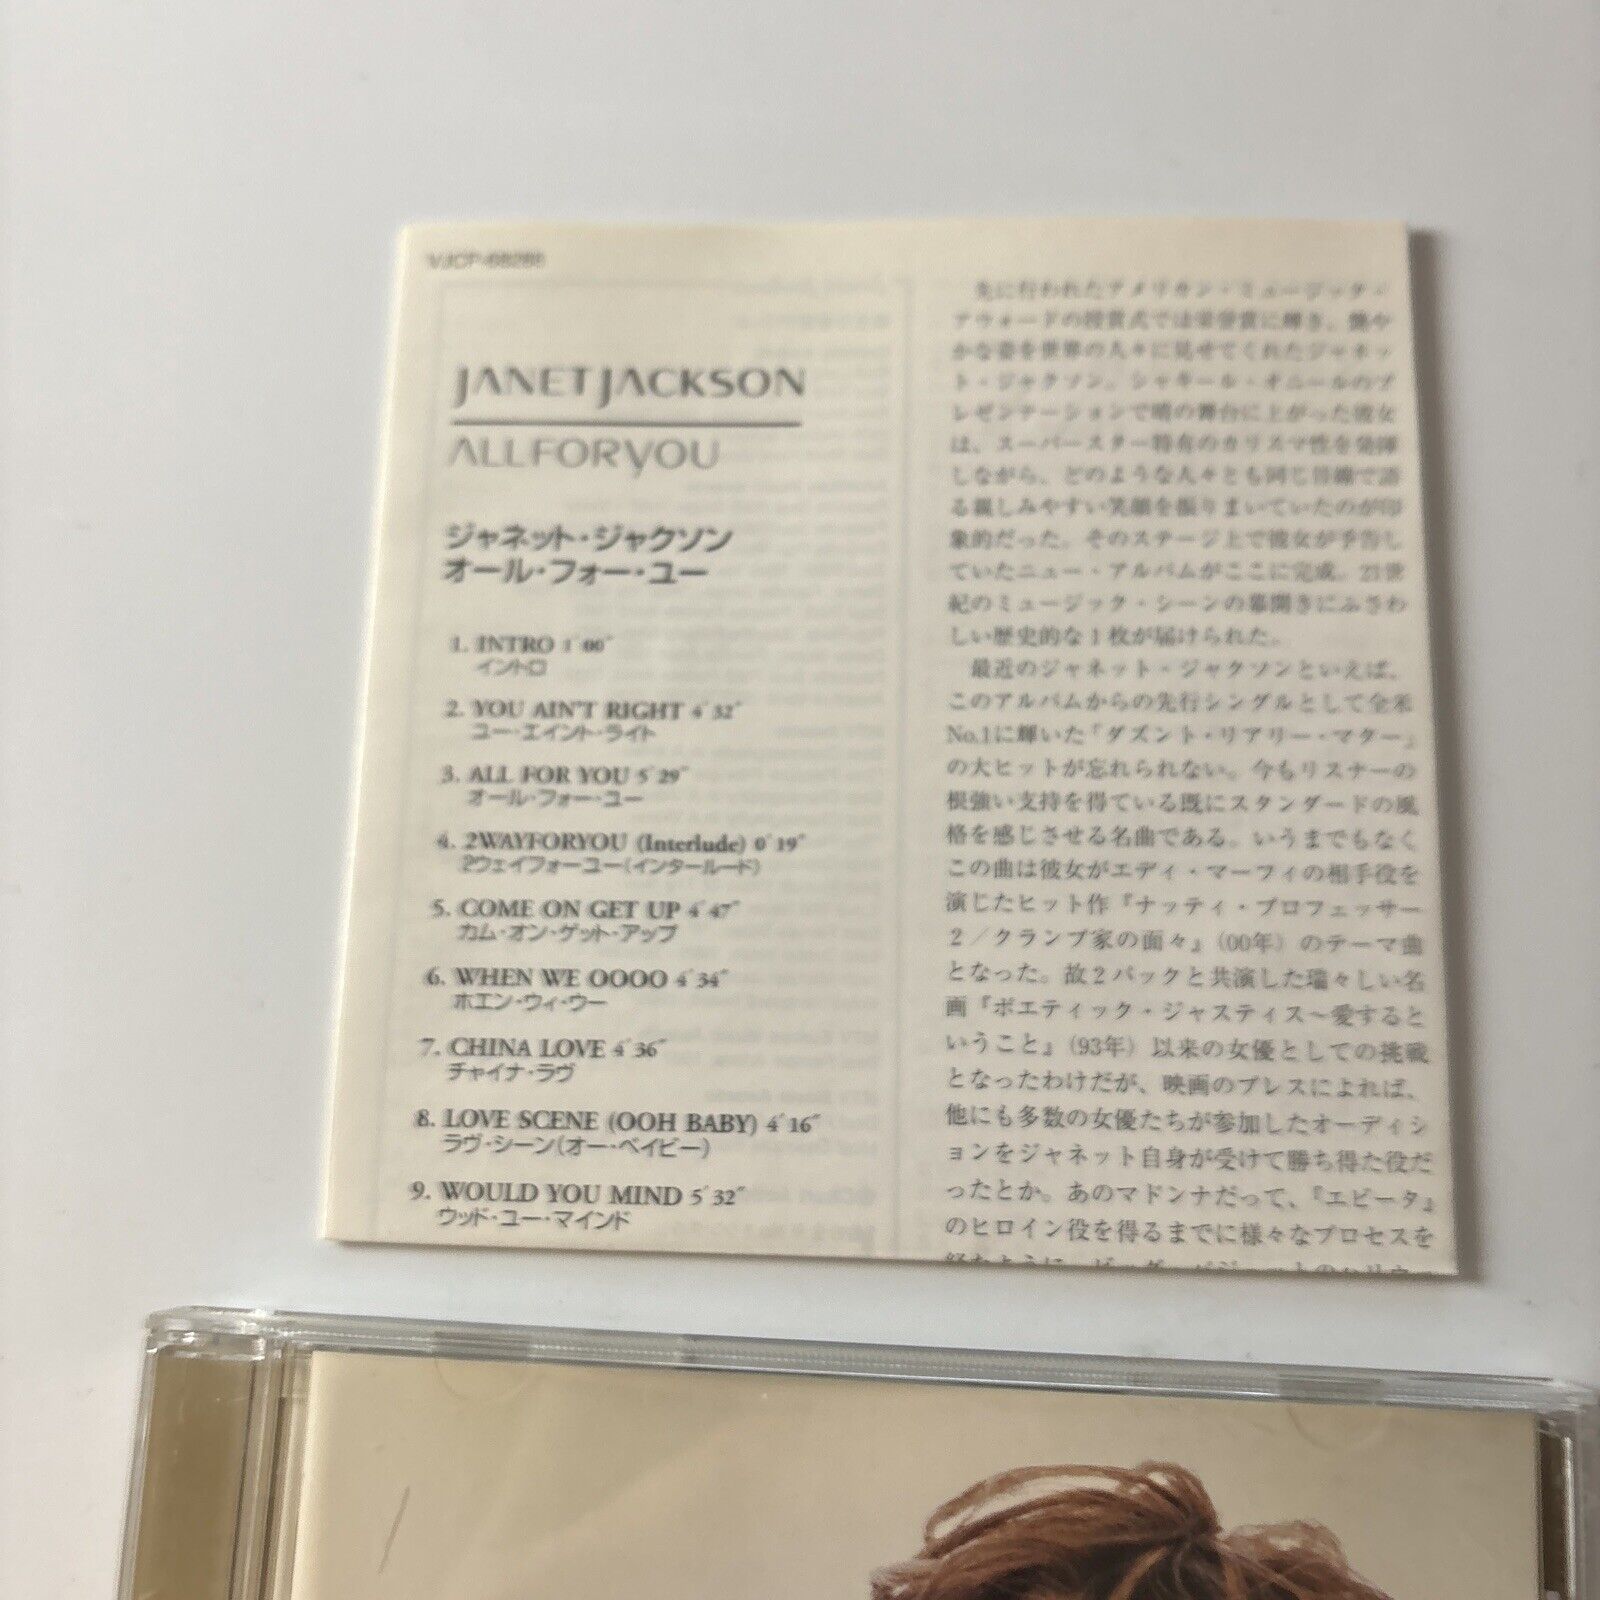 VJCP-68288
JANET JACKSON
ALL FOR YOU
ジャネット・ジャクソン
オール・フォー・ユー
1. INTRO 1´00˝
イントロ
2. YOU AIN'T RIGHT 4´32˝
ユー・エイント・ライト
3. ALL FOR YOU 5´29˝
オール・フォー・ユー
4. 2WAYFORYOU (Interlude) 0´19˝
2ウェイフォーユー(インタールード)
5. COME ON GET UP 4´47˝
カム・オン・ゲット・アップ
6. WHEN WE OOOO 4´34˝
ホエン・ウィ・ウー
7. CHINA LOVE 4´36˝
チャイナ・ラヴ
8. LOVE SCENE (OOH BABY) 4´16˝
ラヴ・シーン(オー・ベイビー)
9. WOULD YOU MIND 5´32˝
ウッド・ユー・マインド
先に行われたアメリカン・ミュージック・
アウォードの授賞式では栄誉賞に輝き、艶や
かな姿を世界の人々に見せてくれたジャネッ
ト・ジャクソン。シャキール・オニールのプ
レゼンテーションで晴の舞台に上がった彼女
は、スーパースター特有のカリスマ性を発揮
しながら、どのような人々とも同じ目線で語
る親しみやすい笑顔を振りまいていたのが印
象的だった。そのステージ上で彼女が予告し
ていたニュー・アルバムがここに完成。21世
紀のミュージック・シーンの幕開きにふさわ
しい歴史的な1枚が届けられた。
最近のジャネット・ジャクソンといえば、
このアルバムからの先行シングルとして全米
No.1に輝いた「ダズント・リアリー・マター」
の大ヒットが忘れられない。今もリスナーの
根強い支持を得ている既にスタンダードの風
格を感じさせる名曲である。いうまでもなく
この曲は彼女がエディ・マーフィの相手役を
演じたヒット作『ナッティ・プロフェッサー
2/クランプ家の面々』(00年)のテーマ曲
となった。故2パックと共演した瑞々しい名
画『ポエティック・ジャスティス～愛すると
いうこと』(93年)以来の女優としての挑戦
となったわけだが、映画のプレスによれば、
他にも多数の女優たちが参加したオーディシ
ョンをジャネット自身が受けて勝ち得た役だ
ったとか。あのマドンナだって、『エビータ』
のヒロイン役を得るまでに様々なプロセスを